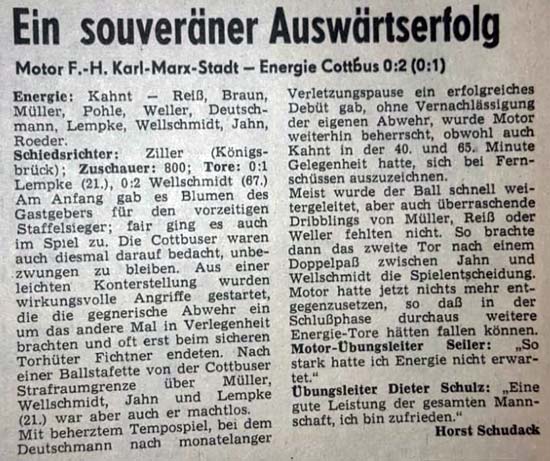 Ein souveräner Auswärtserfolg
Motor F.-H. Karl-Marx-Stadt – Energie Cottbus 0:2 (0:1)
Energie: Kahnt – Reiß, Braun,
Müller, Pohle, Weller, Deutsch-
mann, Lempke, Wellschmidt, Jahn,
Roeder.
Schiedsrichter: Ziller (Königs-
brück); Zuschauer: 800; Tore: 0:1
Lempke (21.), 0:2 Wellschmidt (67.)
Am Anfang gab es Blumen des
Gastgebers für den vorzeitigen
Staffelsieger; fair ging es auch
im Spiel zu. Die Cottbuser waren
auch diesmal darauf bedacht, unbe-
zwungen zu bleiben. Aus einer
leichten Konterstellung wurden
wirkungsvolle Angriffe gestartet,
die die gegnerische Abwehr ein
um das andere Mal in Verlegenheit
brachten und oft erst beim sicheren
Torhüter Fichtner endeten. Nach
einer Ballstafette von der Cottbuser
Strafraumgrenze über Müller,
Wellschmidt, Jahn und Lempke
(21.) war aber auch er machtlos.
Mit beherztem Tempospiel, bei dem
Deutschmann nach monatelanger
Verletzungspause ein erfolgreiches
Debüt gab, ohne Vernachlässigung
der eigenen Abwehr, wurde Motor
weiterhin beherrscht, obwohl auch
Kahnt in der 40. und 65. Minute
Gelegenheit hatte, sich bei Fern-
schüssen auszuzeichnen.
Meist wurde der Ball schnell wei-
tergeleitet, aber auch überraschende
Dribblings von Müller, Reiß oder
Weller fehlten nicht. So brachte
dann das zweite Tor nach einem
Doppelpaß zwischen Jahn und
Wellschmidt die Spielentscheidung.
Motor hatte jetzt nichts mehr ent-
gegenzusetzen, so daß in der
Schlußphase durchaus weitere
Energie-Tore hätten fallen können.
Motor-Übungsleiter Seiler: „So
stark hatte ich Energie nicht erwar-
tet.“
Übungsleiter Dieter Schulz: „Eine
gute Leistung der gesamten Mann-
schaft, ich bin zufrieden.“
Horst Schudack